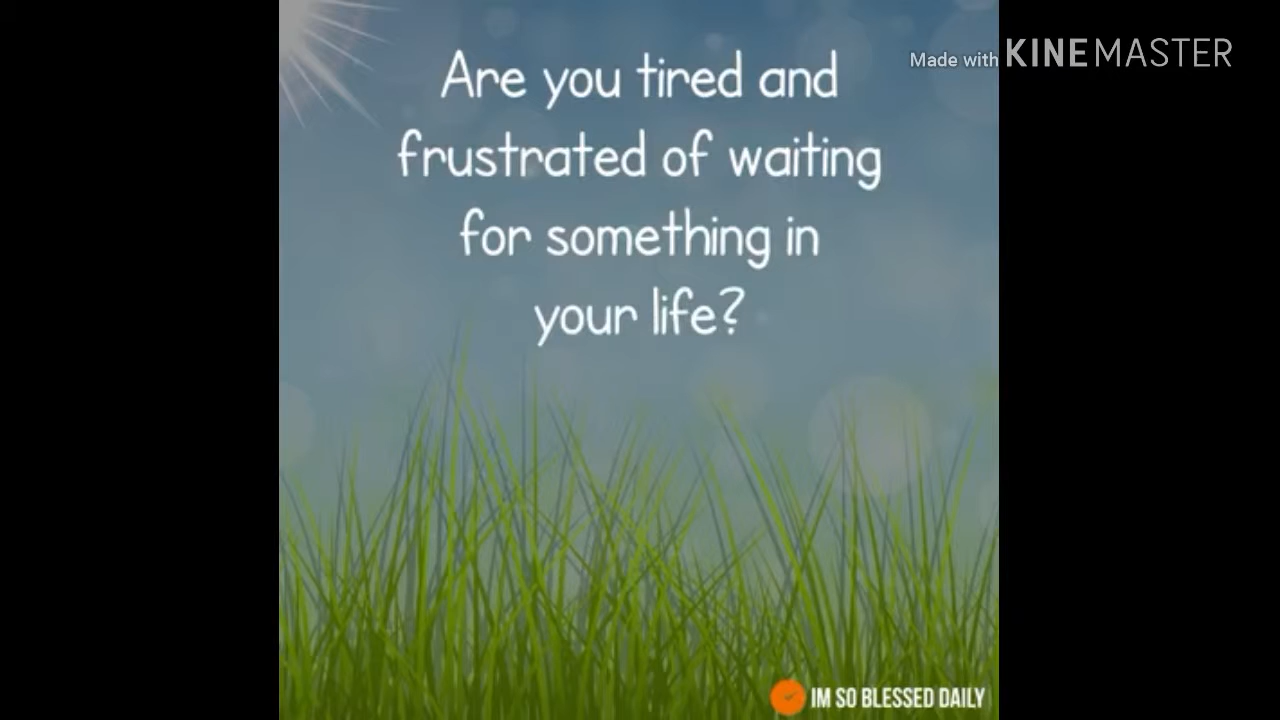 Made with KINEMASTER
Are you tired and
frustrated of waiting
for something in
your life?
IM SO BLESSED DAILY